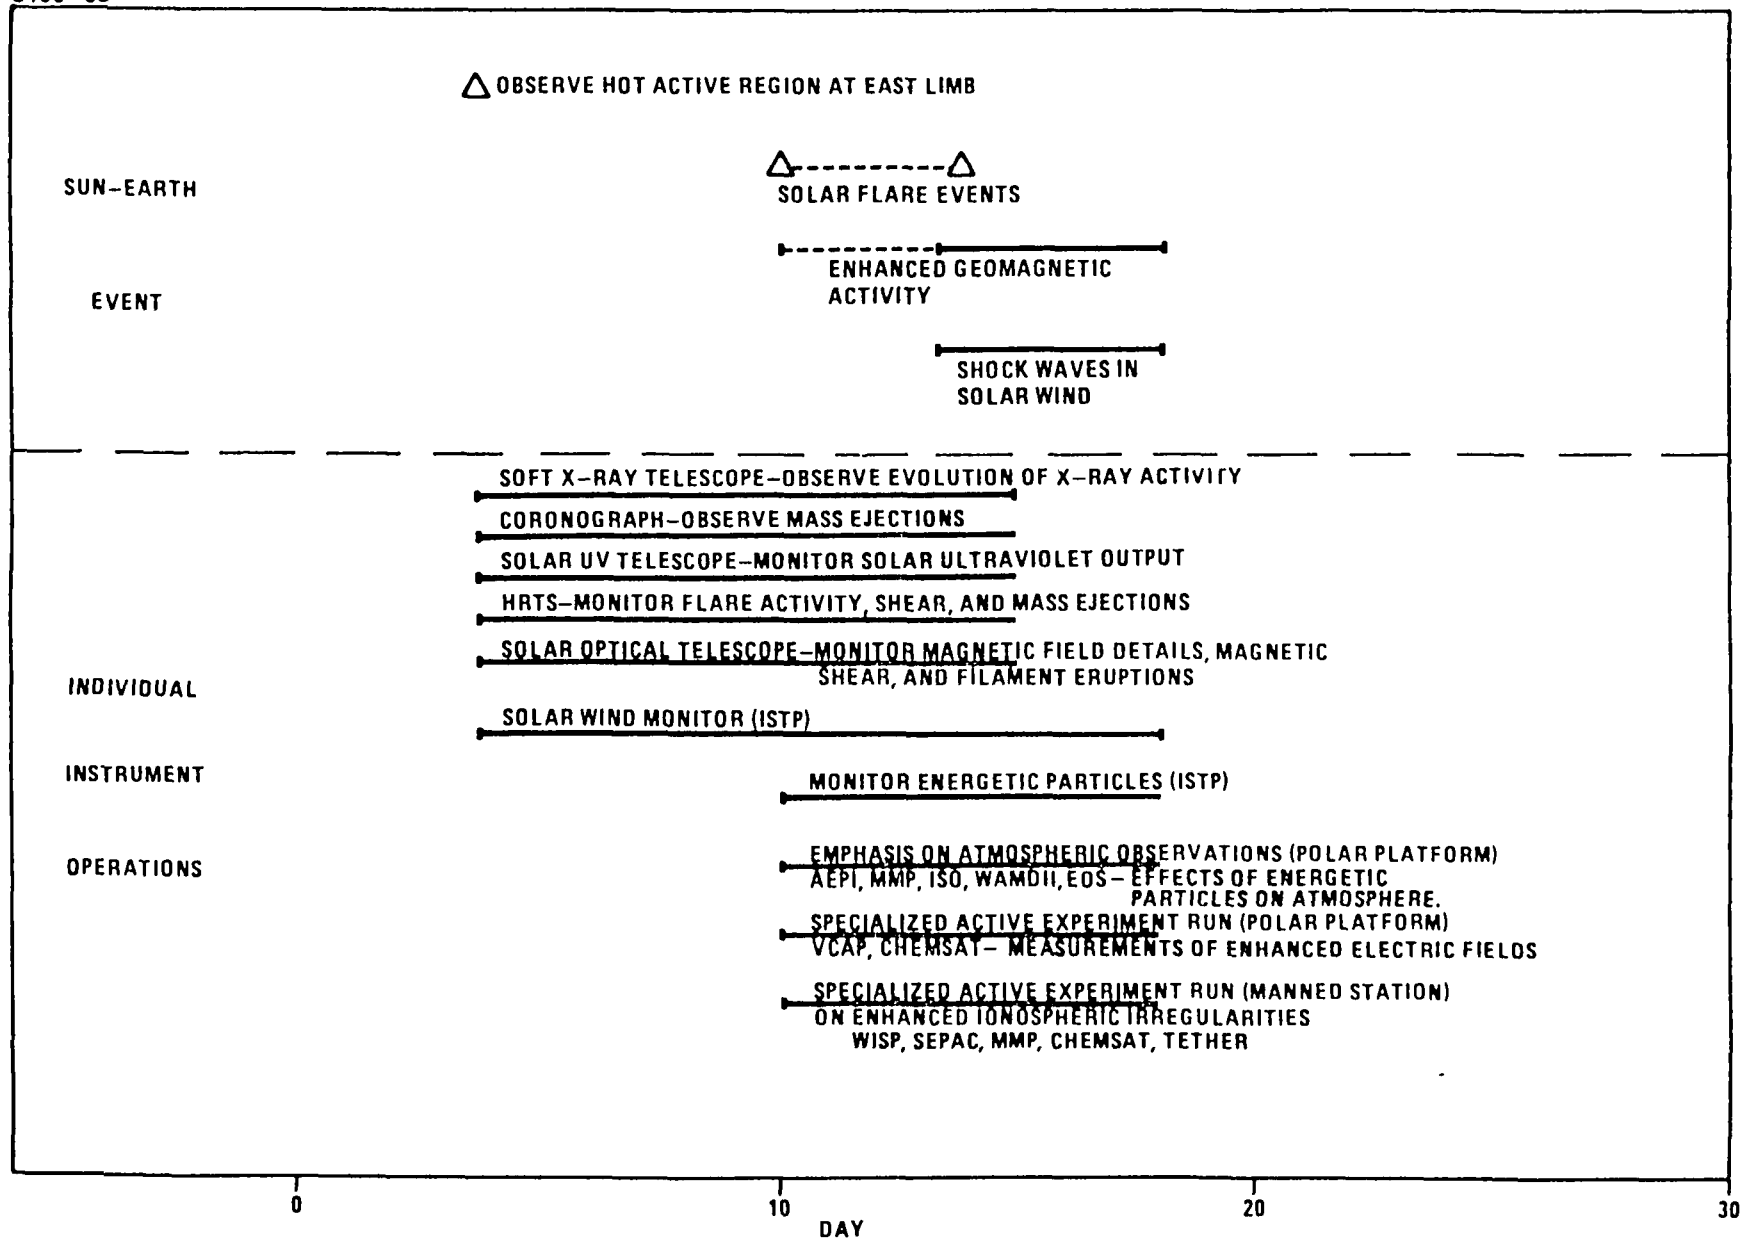 OBSERVE HOT ACTIVE REGION AT EAST LIMB
SUN-EARTH
SOLAR FLARE EVENTS
ENHANCED GEOMAGNETIC
ACTIVITY
EVENT
SHOCK WAVES IN
SOLAR WIND
SOFT X-RAY TELESCOPE-OBSERVE EVOLUTION OF X-RAY ACTIVITY
CORONOGRAPH-OBSERVE MASS EJECTIONS
SOLAR UV TELESCOPE-MONITOR SOLAR ULTRAVIOLET OUTPUT
HRTS-MONITOR FLARE ACTIVITY, SHEAR, AND MASS EJECTIONS
SOLAR OPTICAL TELESCOPE-MONITOR MAGNETIC FIELD DETAILS, MAGNETIC
SHEAR, AND FILAMENT ERUPTIONS
INDIVIDUAL
SOLAR WIND MONITOR (ISTP)
INSTRUMENT
MONITOR ENERGETIC PARTICLES (ISTP)
OPERATIONS
EMPHASIS ON ATMOSPHERIC OBSERVATIONS (POLAR PLATFORM)
AEPI, MMP, ISO, WAMDII, EOS- EFFECTS OF ENERGETIC
PARTICLES ON ATMOSPHERE.
SPECIALIZED ACTIVE EXPERIMENT RUN (POLAR PLATFORM)
VCAP, CHEMSAT- MEASUREMENTS OF ENHANCED ELECTRIC FIELDS
SPECIALIZED ACTIVE EXPERIMENT RUN (MANNED STATION)
ON ENHANCED IONOSPHERIC IRREGULARITIES
WISP, SEPAC, MMP, CHEMSAT, TETHER
0 10 20 30
DAY